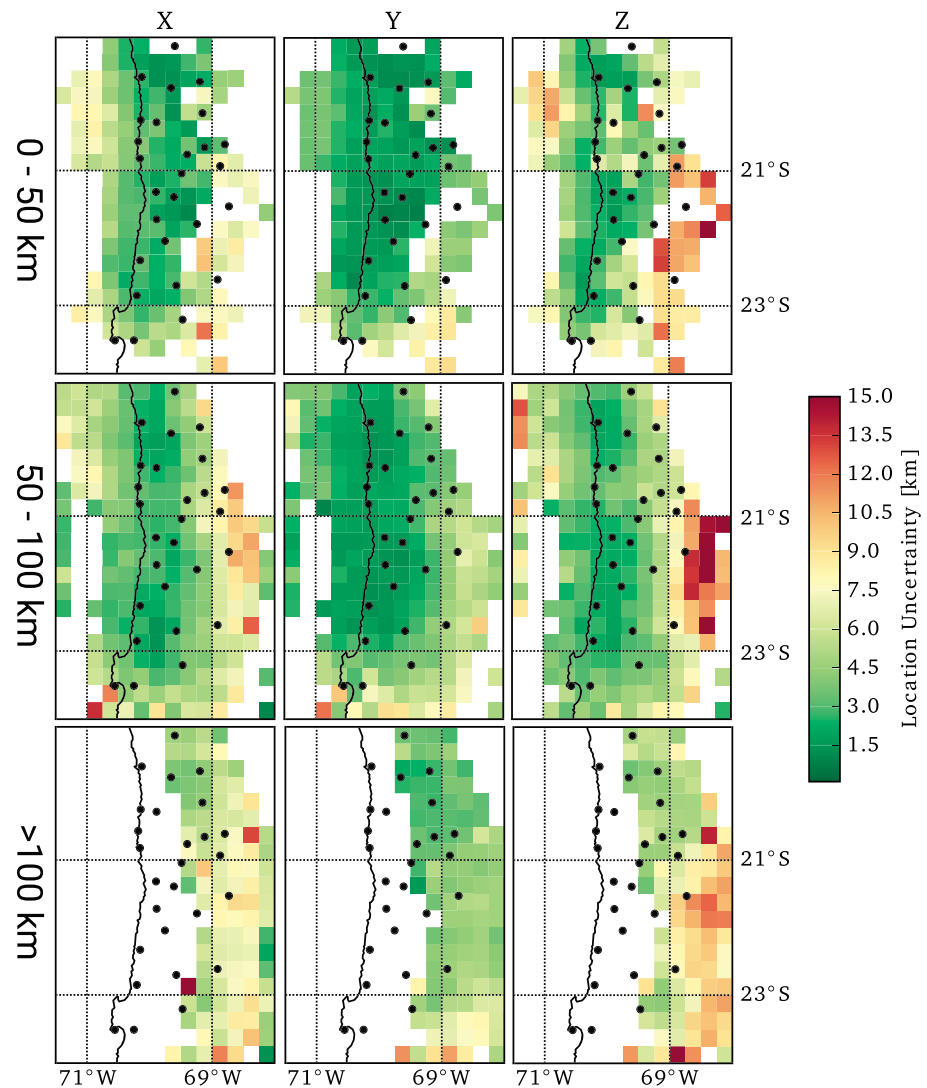 X Y Z
0 - 50 km
21°S
23°S
50 - 100 km
21°S
23°S
>100 km
21°S
23°S
71°W 69°W 71°W 69°W 71°W 69°W
15.0
13.5
12.0
10.5
9.0
7.5
6.0
4.5
3.0
1.5
Location Uncertainty [km]